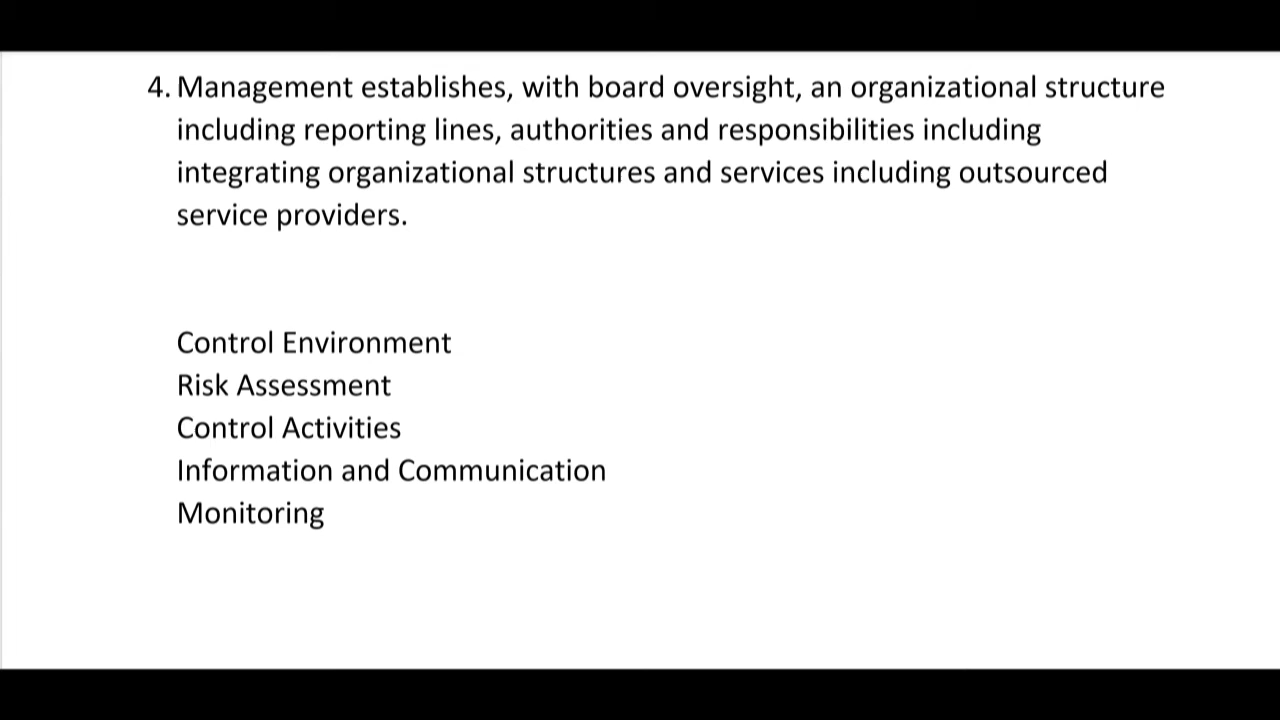 4. Management establishes, with board oversight, an organizational structure
including reporting lines, authorities and responsibilities including
integrating organizational structures and services including outsourced
service providers.
Control Environment
Risk Assessment
Control Activities
Information and Communication
Monitoring